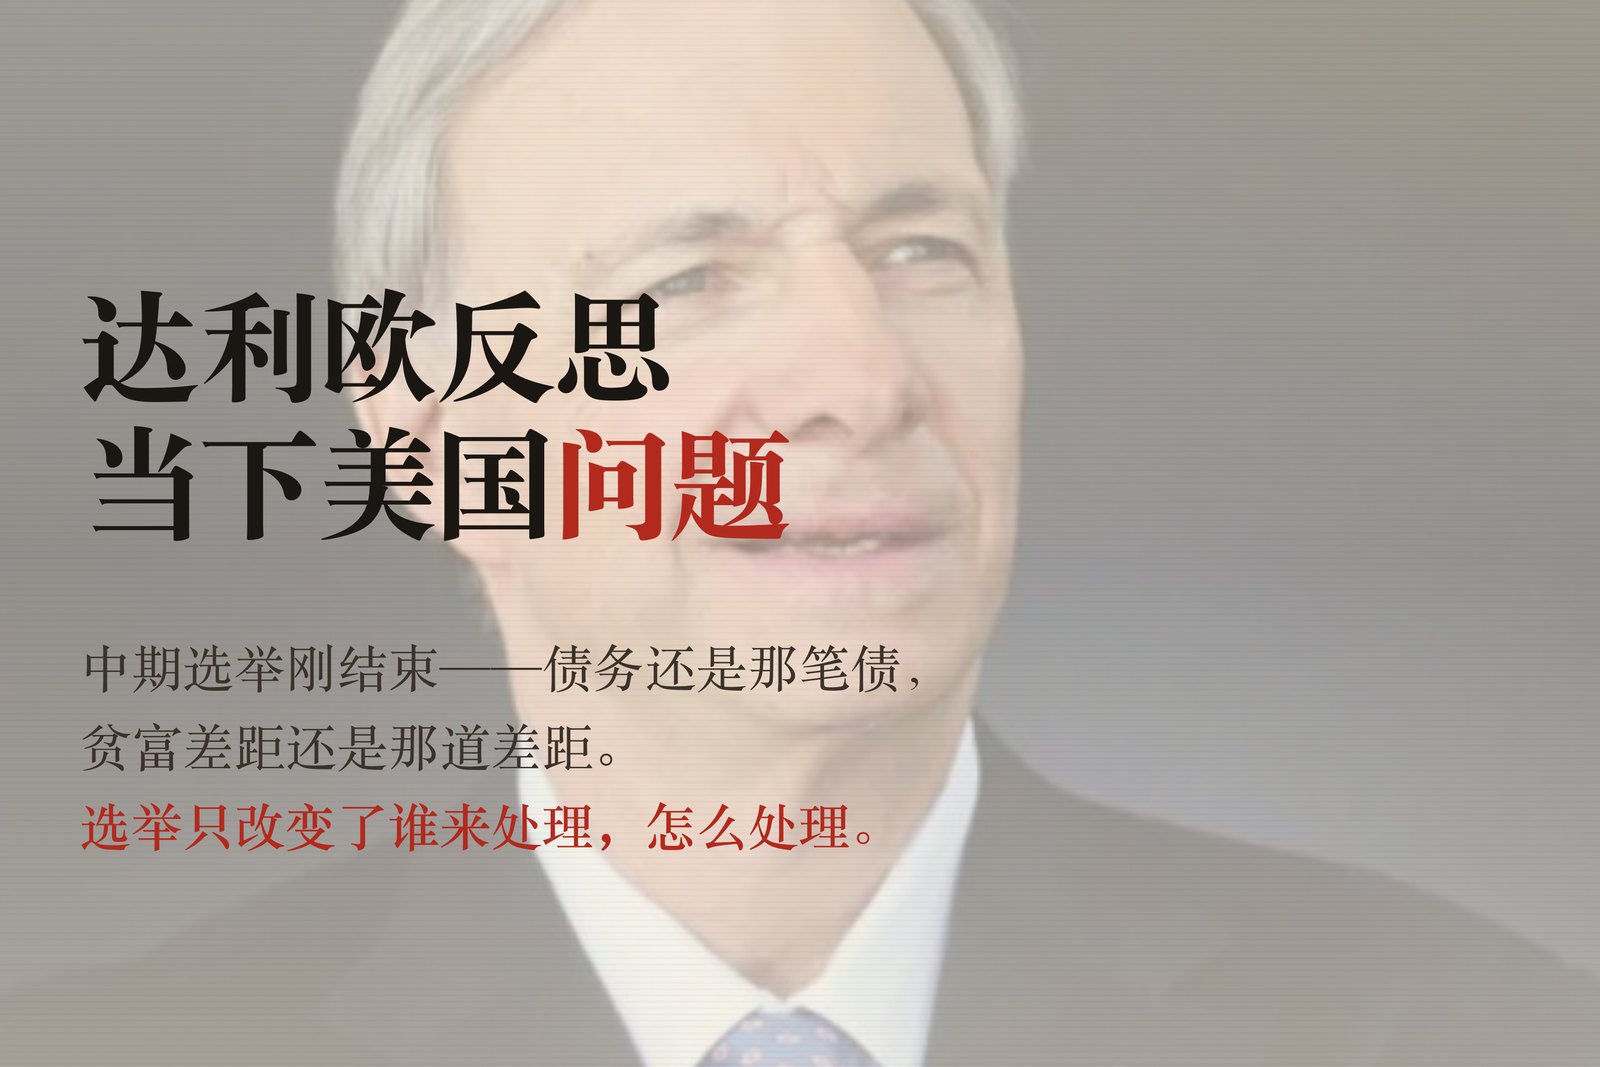 达利欧反思
当下美国问题
中期选举刚结束——债务还是那笔债，
贫富差距还是那道差距。
选举只改变了谁来处理，怎么处理。